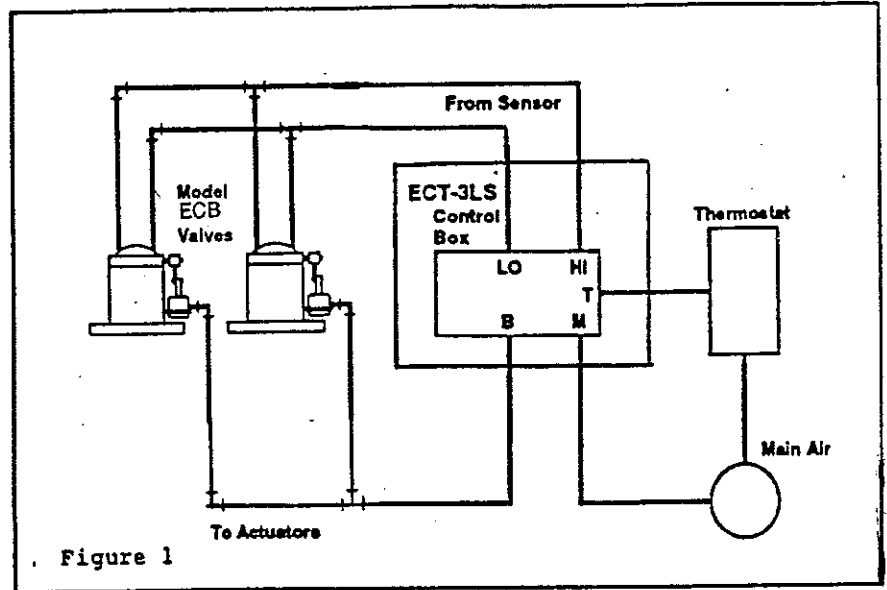 From Sensor
Model
ECB
Valves
ECT-3LS
Control
Box
LO HI
T
B M
Thermostat
Main Air
To Actuators
Figure 1